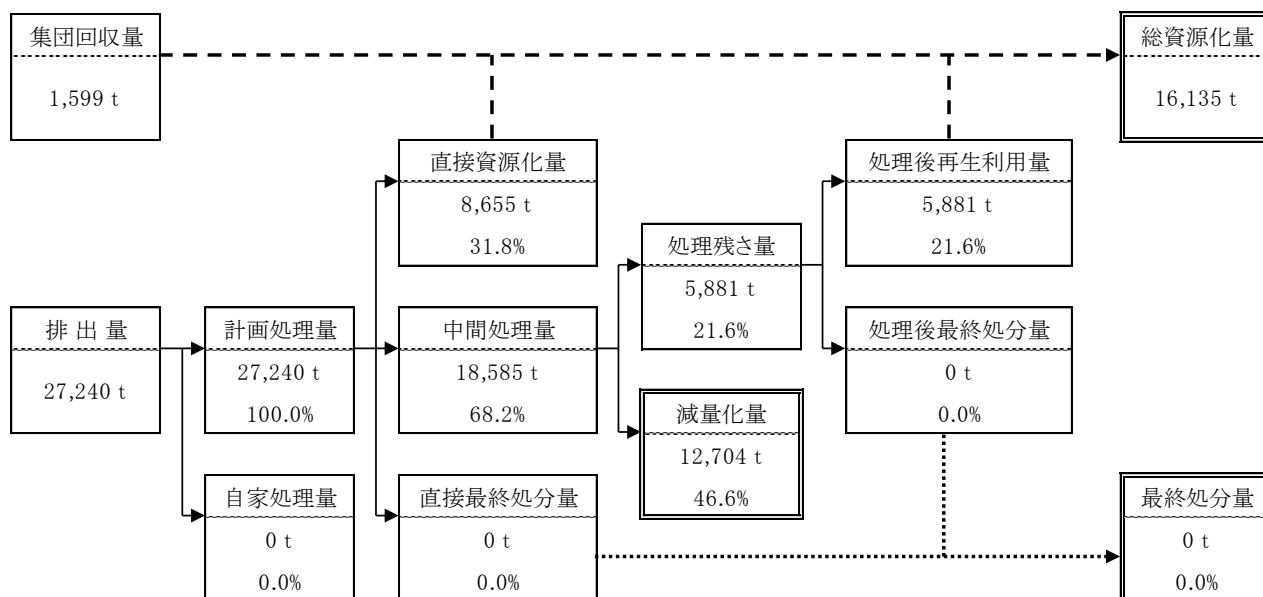 集団回収量
1,599 t
総資源化量
16,135 t
直接資源化量
8,655 t
31.8%
処理後再生利用量
5,881 t
21.6%
処理残さ量
5,881 t
21.6%
排 出 量
27,240 t
計画処理量
27,240 t
100.0%
中間処理量
18,585 t
68.2%
処理後最終処分量
0 t
0.0%
減量化量
12,704 t
46.6%
自家処理量
0 t
0.0%
直接最終処分量
0 t
0.0%
最終処分量
0 t
0.0%